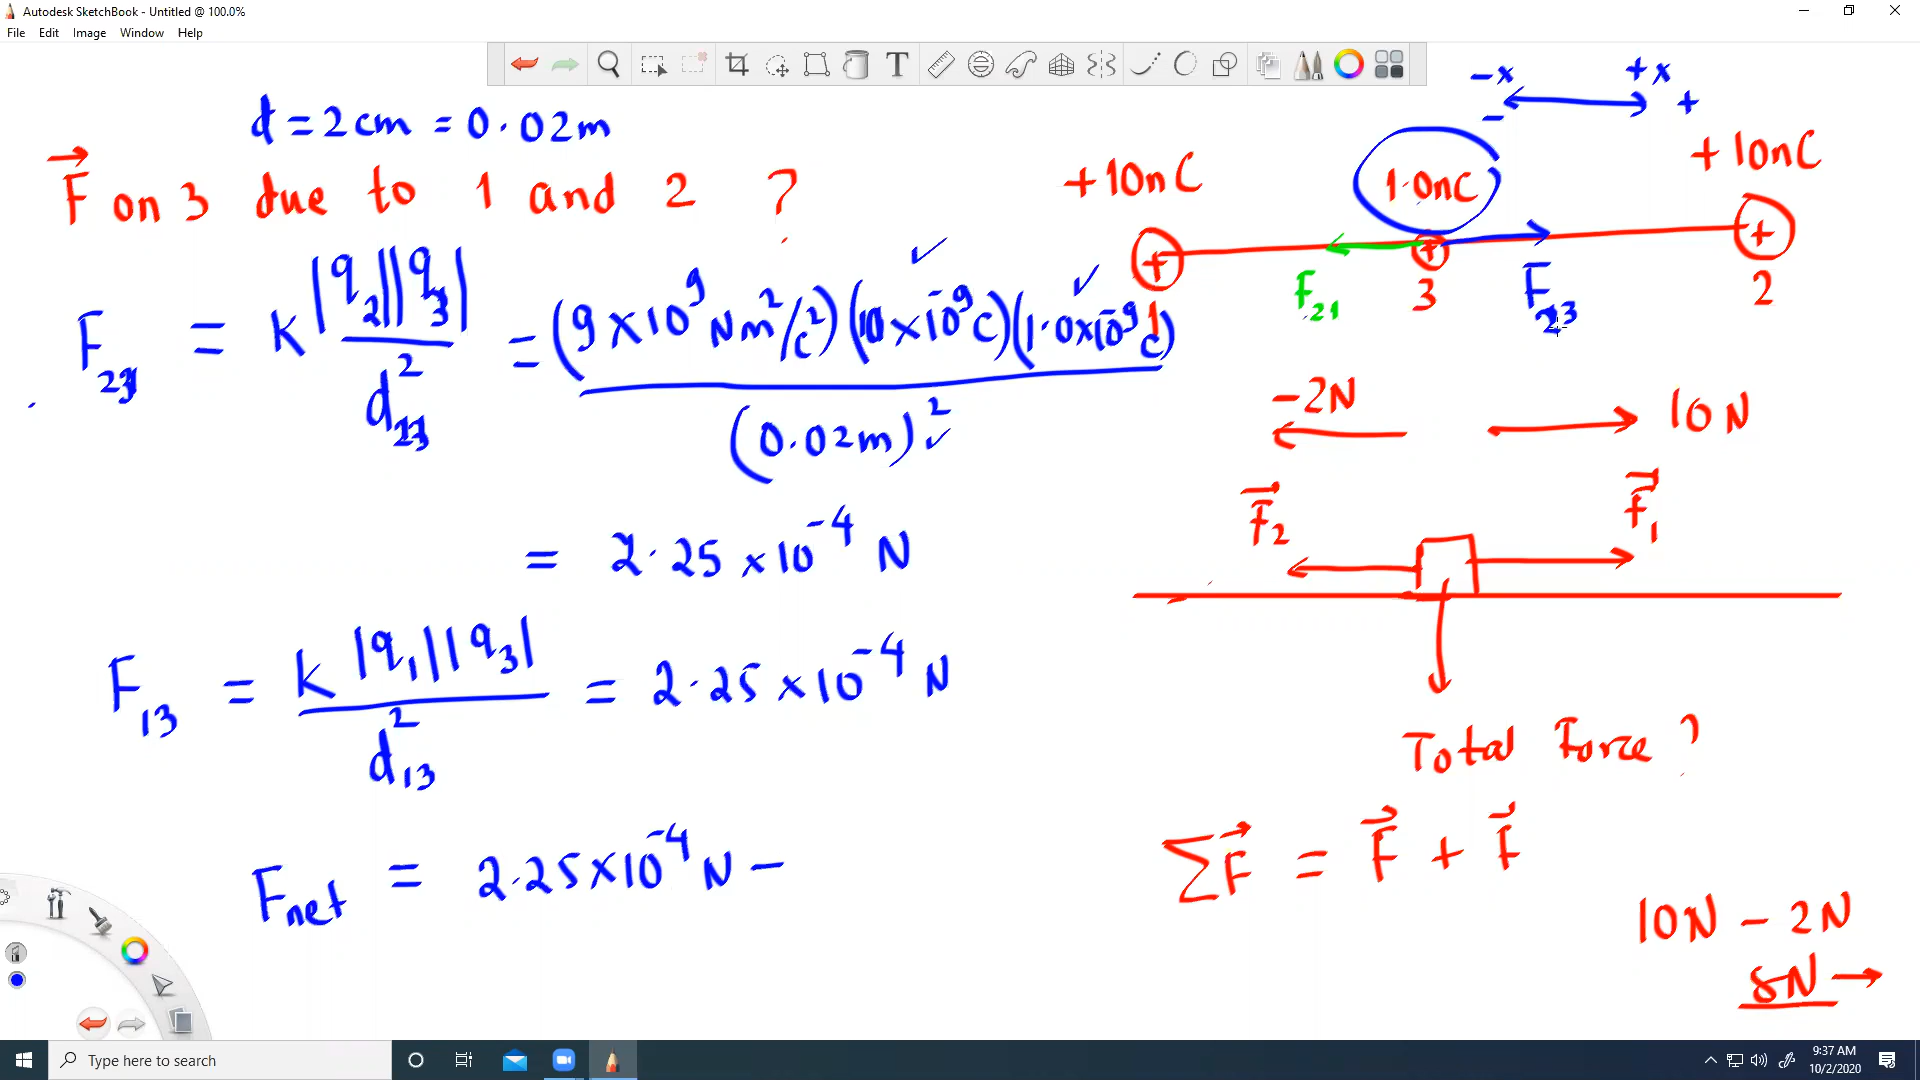 Autodesk SketchBook - Untitled @ 100.0%
File Edit Image Window Help
d = 2cm = 0.02m
F on 3 due to 1 and 2 ?
F₂₃ = k |q₂||q₃| / d₂₃² = (9×10⁹ Nm²/c²)(10×10⁻⁹C)(1.0×10⁻⁹C) / (0.02m)²
= 2.25×10⁻⁴ N
F₁₃ = k |q₁||q₃| / d₁₃² = 2.25×10⁻⁴ N
Fnet = 2.25×10⁻⁴ N −
−x +x
− +
+10nC 1.0nC +10nC
+ + +
1 F₂₁ 3 F₂₃ 2
−2N 10N
F₂ F₁
Total Force ?
ΣF = F + F
10N − 2N
8N →
Type here to search
9:37 AM
10/2/2020